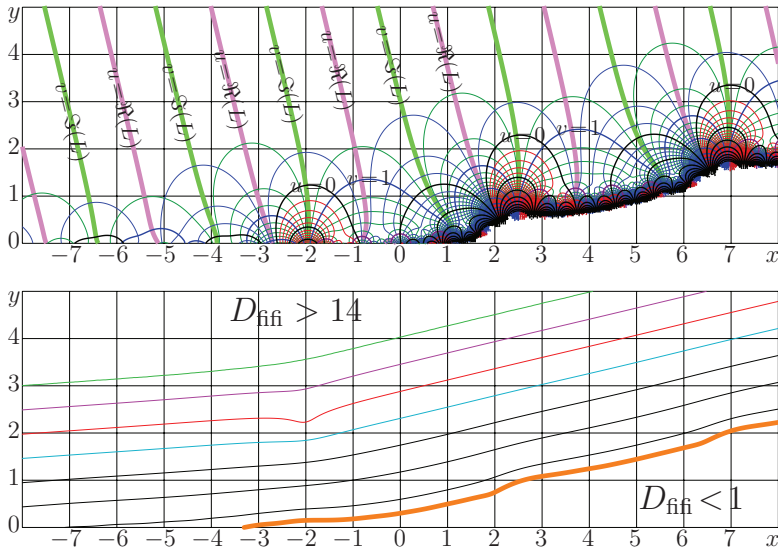 y
4
3
2
1
0
v=ℑ(L)
u=ℜ(L)
v=ℑ(L)
u=ℜ(L)
v=ℑ(L)
u=ℜ(L)
v=ℑ(L)
u=ℜ(L)
u=0
v=1
u=0
v=1
u=0
−7 −6 −5 −4 −3 −2 −1 0 1 2 3 4 5 6 7 x
y
4
3
2
1
0
D_fifi > 14
D_fifi < 1
−7 −6 −5 −4 −3 −2 −1 0 1 2 3 4 5 6 7 x